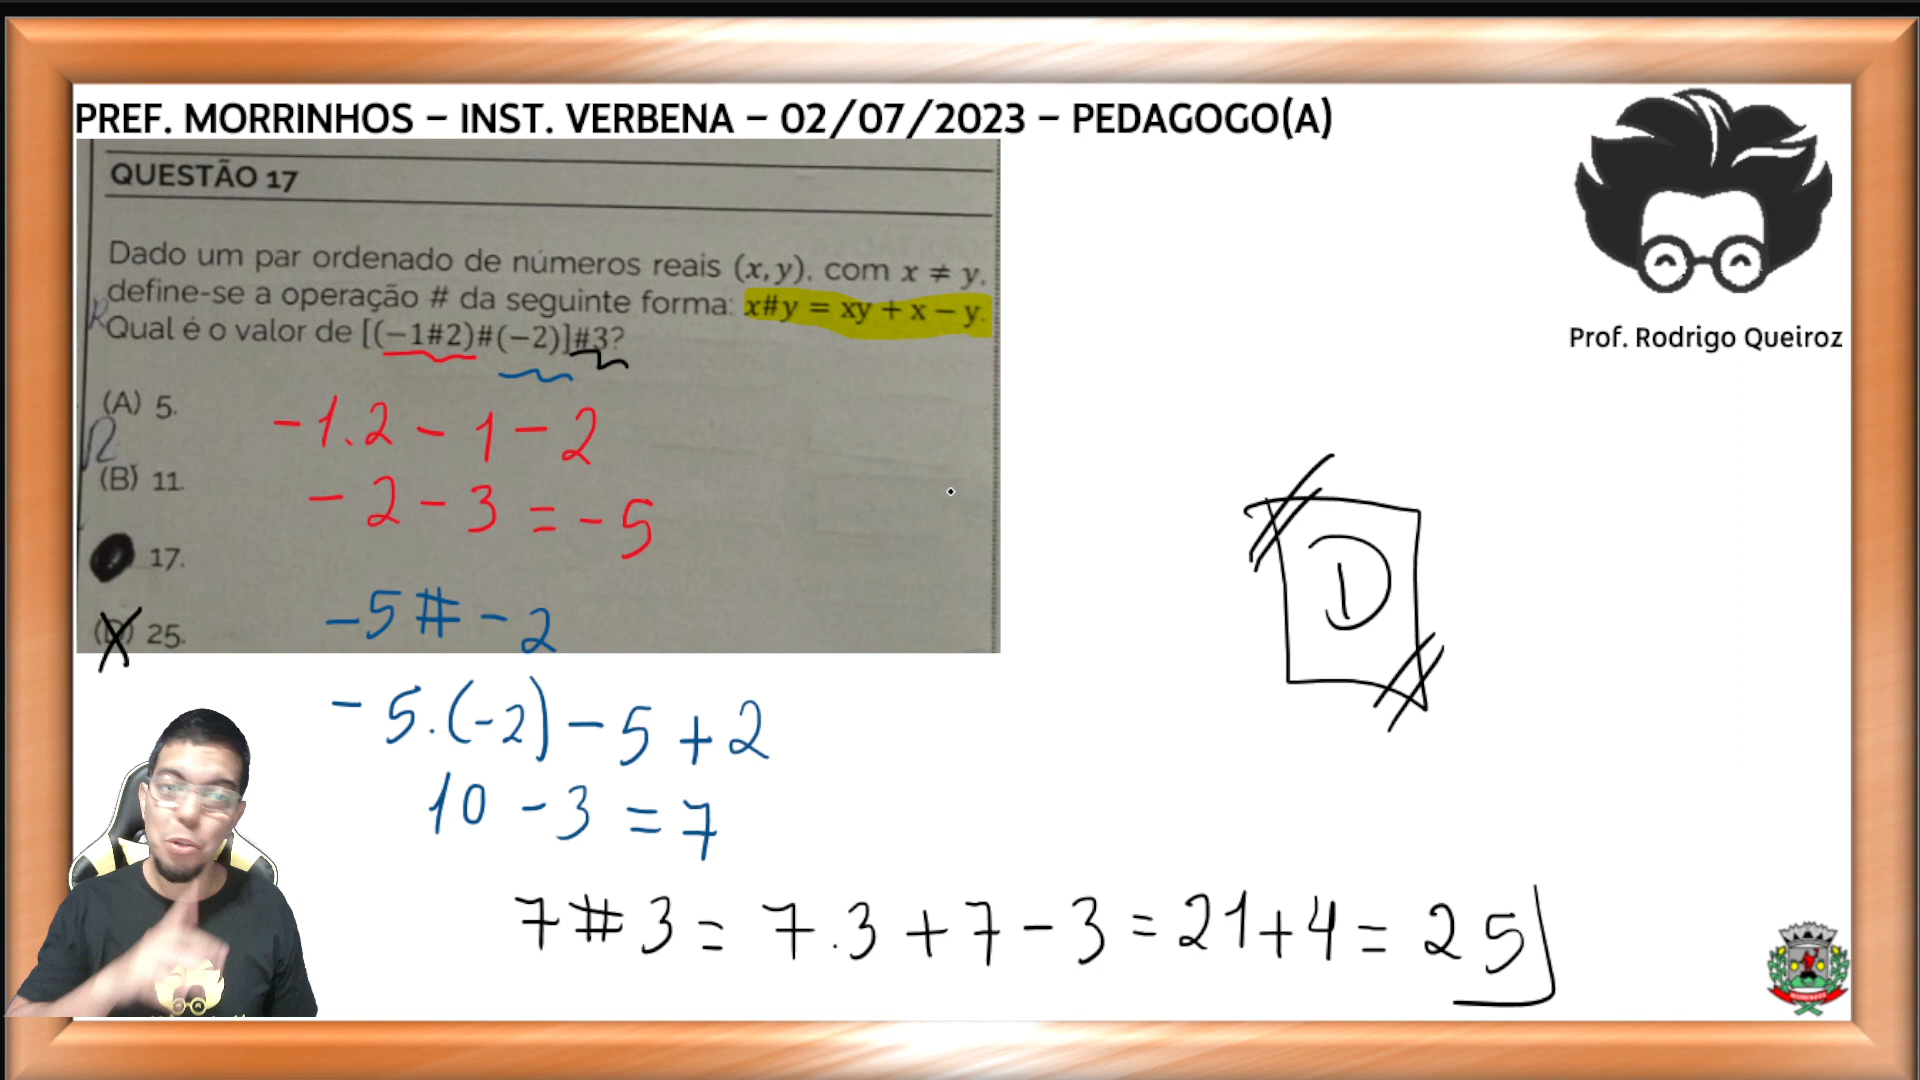 PREF. MORRINHOS – INST. VERBENA – 02/07/2023 – PEDAGOGO(A)
QUESTÃO 17
Dado um par ordenado de números reais (x, y), com x ≠ y,
define-se a operação # da seguinte forma: x#y = xy + x − y.
Qual é o valor de [(−1#2)#(−2)]#3?
(A) 5.
(B) 11.
17.
(D) 25.
-1.2 - 1 - 2
- 2 - 3 = - 5
-5 # - 2
- 5.(-2) - 5 + 2
10 - 3 = 7
7 # 3 = 7.3 + 7 - 3 = 21 + 4 = 25
D
Prof. Rodrigo Queiroz